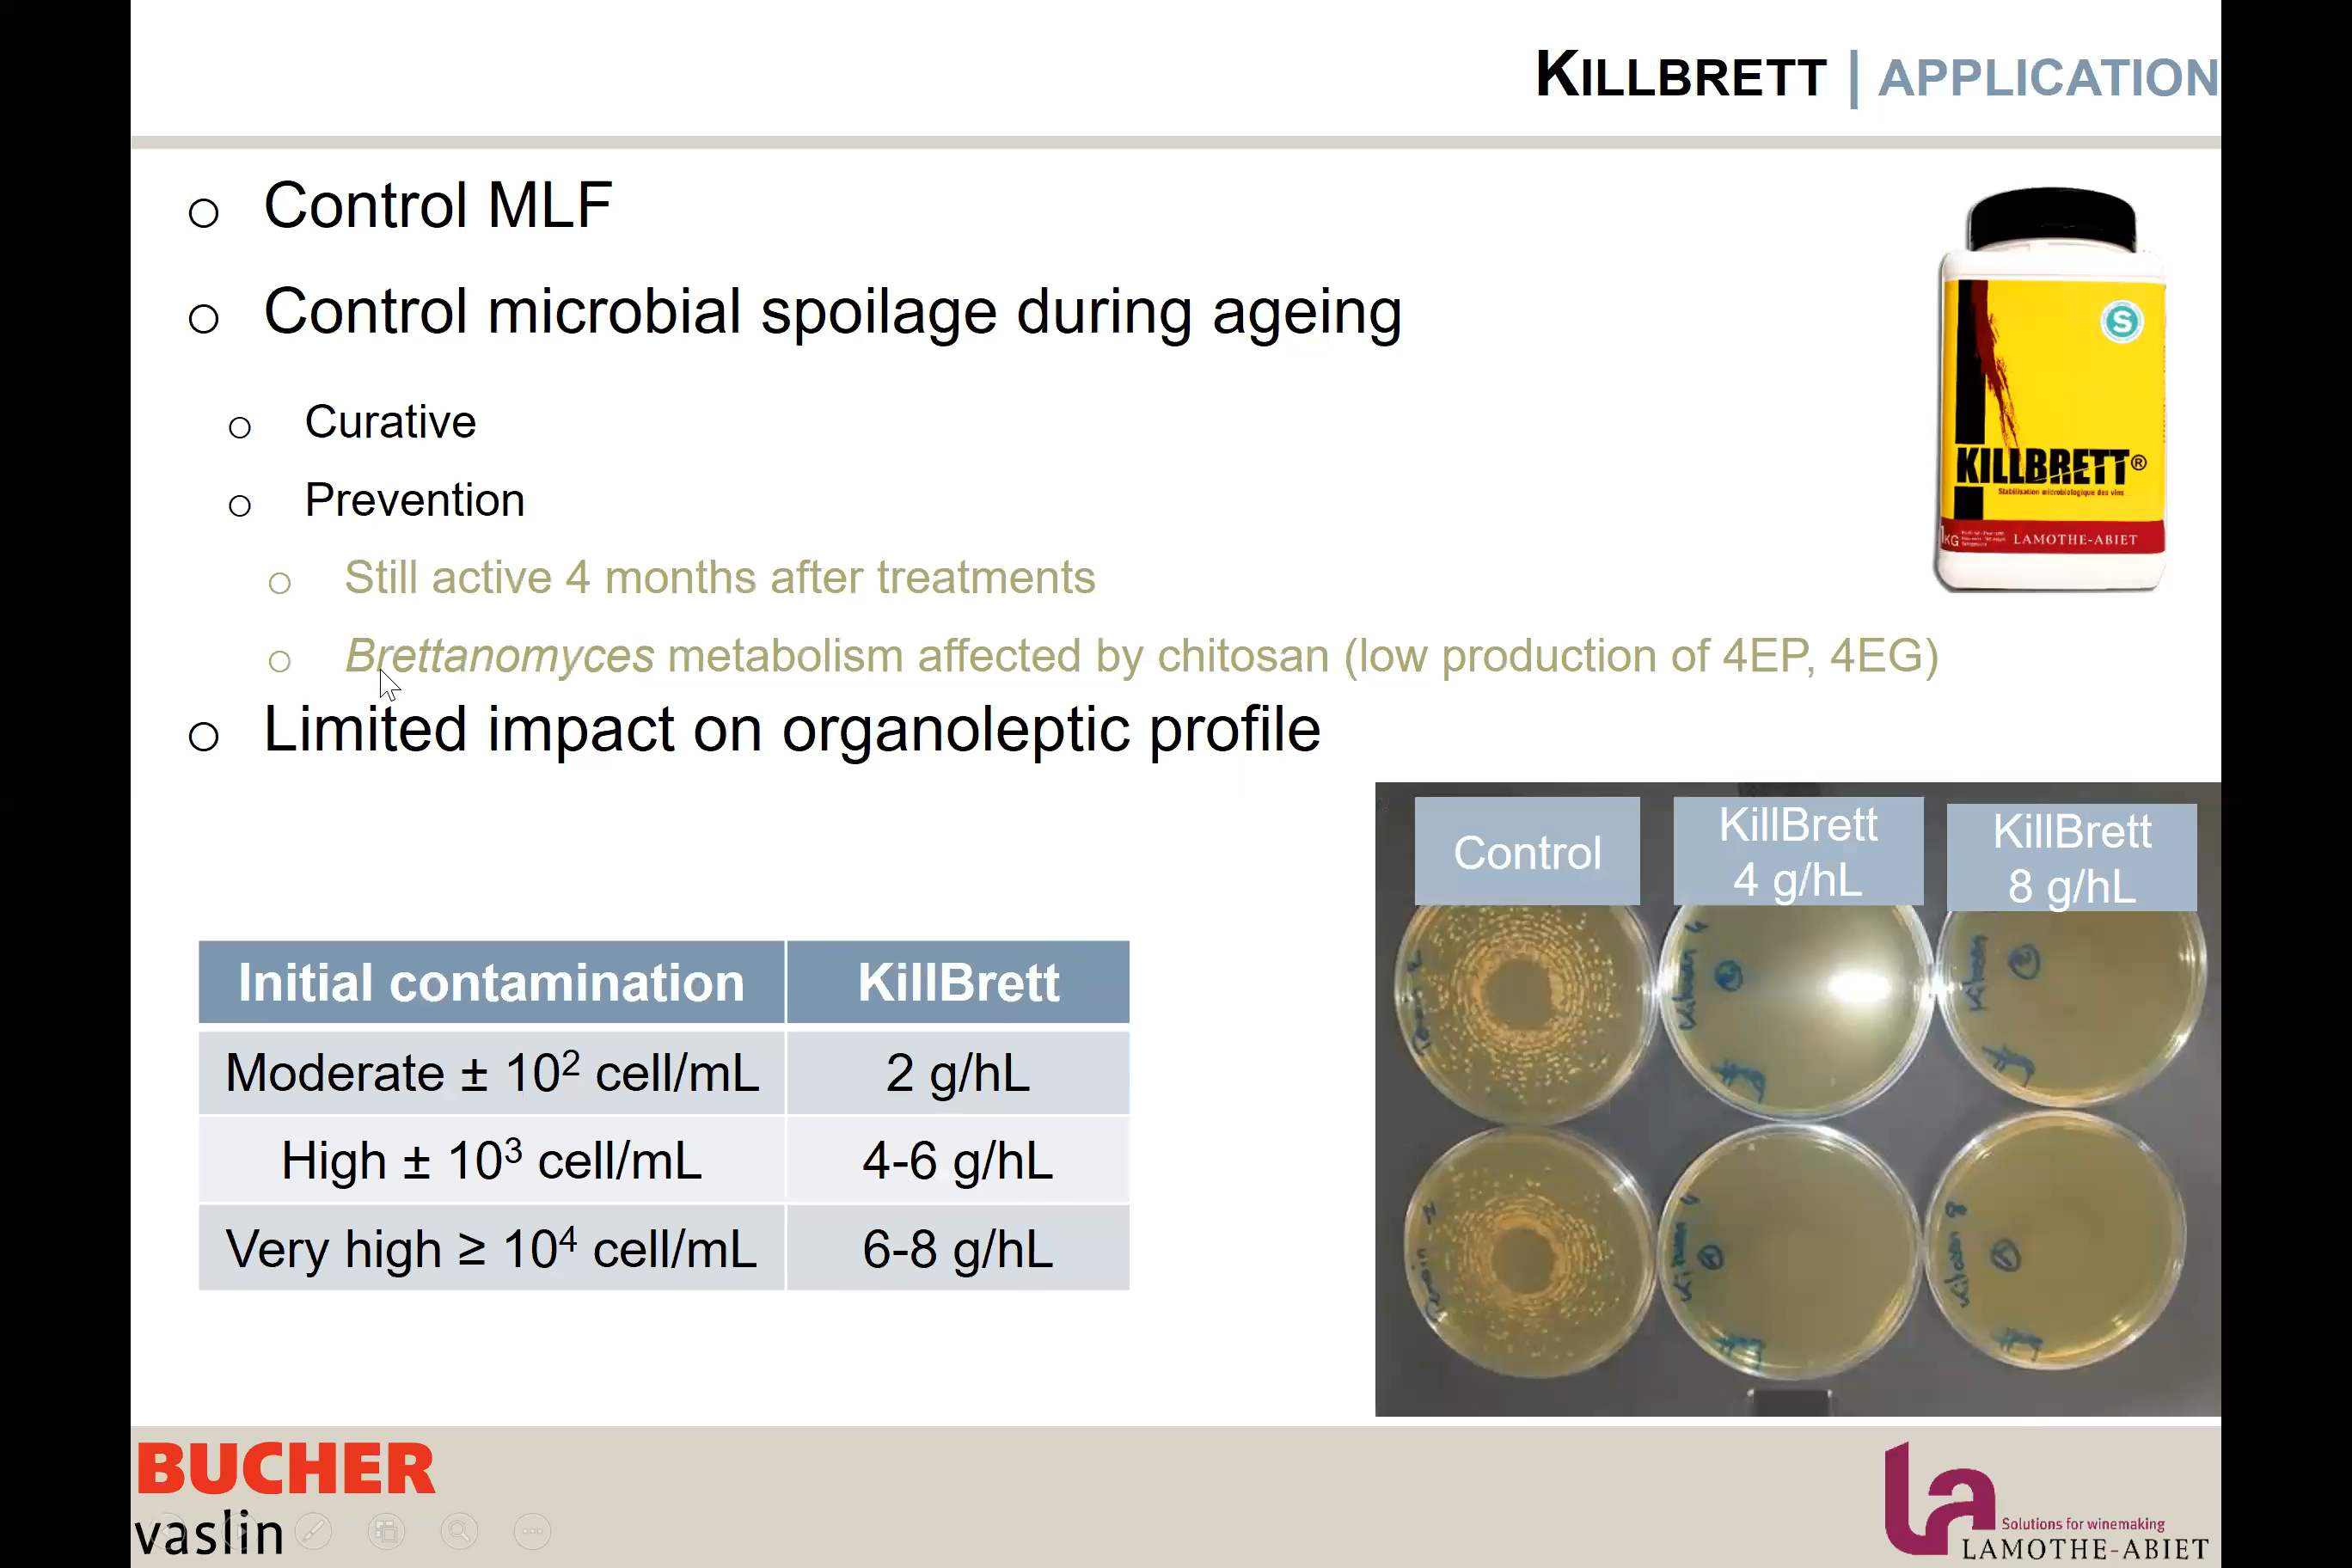 KILLBRETT | APPLICATION
Control MLF
Control microbial spoilage during ageing
Curative
Prevention
Still active 4 months after treatments
Brettanomyces metabolism affected by chitosan (low production of 4EP, 4EG)
Limited impact on organoleptic profile
S
KILLBRETT®
Stabilisation microbiologique des vins
1KG
LAMOTHE-ABIET
Initial contamination KillBrett
Moderate ± 10² cell/mL 2 g/hL
High ± 10³ cell/mL 4-6 g/hL
Very high ≥ 10⁴ cell/mL 6-8 g/hL
Control
KillBrett
4 g/hL
KillBrett
8 g/hL
BUCHER
vaslin
la
Solutions for winemaking
LAMOTHE-ABIET